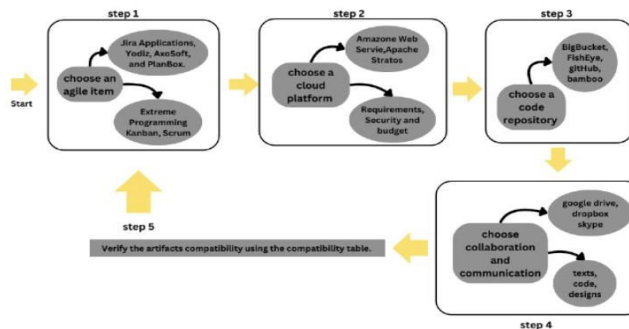 step 1
step 2
step 3
Start
choose an
agile item
Jira Applications,
Yodiz, AxoSoft,
and PlanBox.
Extreme
Programming
Kanban, Scrum
choose a
cloud
platform
Amazone Web
Servie,Apache
Stratos
Requirements,
Security and
budget
choose a
code
repository
BigBucket,
FishEye,
gitHub,
bamboo
choose
collaboration
and
communication
google drive,
dropbox
skype
texts,
code,
designs
step 4
step 5
Verify the artifacts compatibility using the compatibility table.